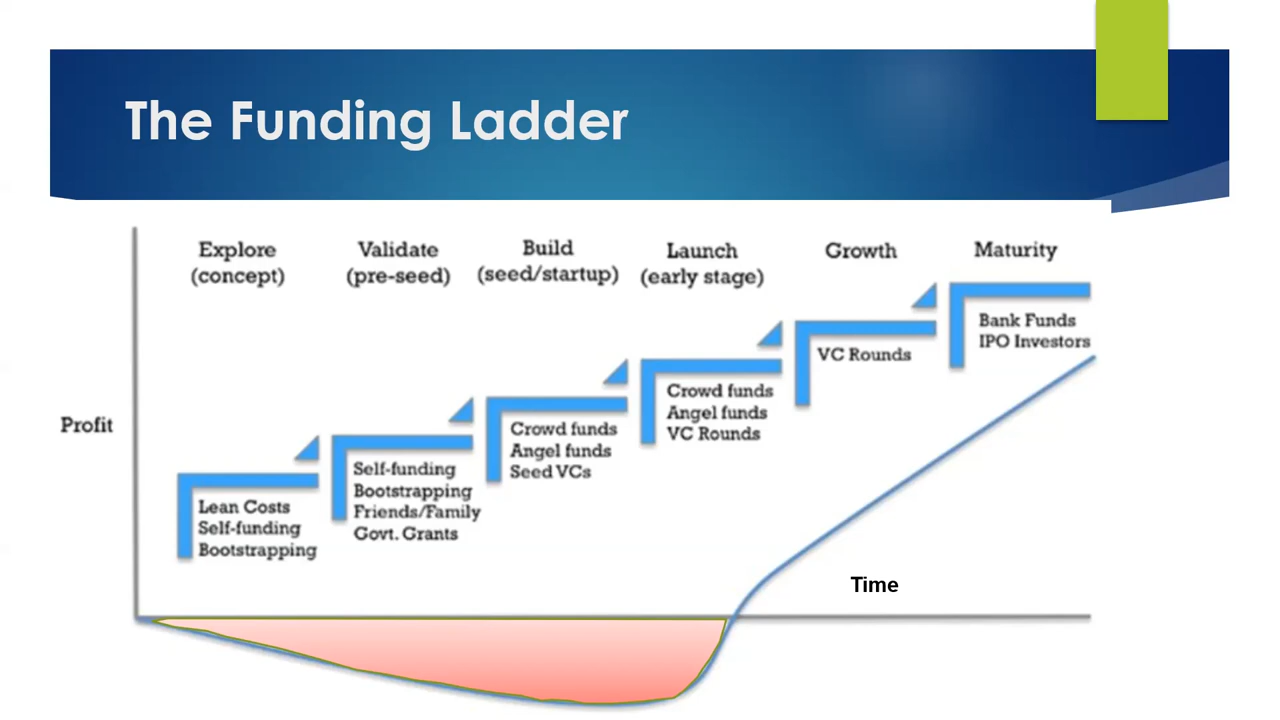 The Funding Ladder
Explore
(concept)
Validate
(pre-seed)
Build
(seed/startup)
Launch
(early stage)
Growth
Maturity
Profit
Lean Costs
Self-funding
Bootstrapping
Self-funding
Bootstrapping
Friends/Family
Govt. Grants
Crowd funds
Angel funds
Seed VCs
Crowd funds
Angel funds
VC Rounds
VC Rounds
Bank Funds
IPO Investors
Time